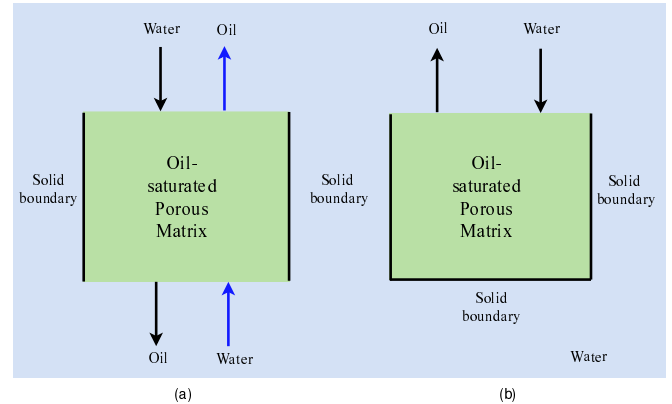 Water
Oil
Oil
Water
Solid
boundary
Oil-
saturated
Porous
Matrix
Solid
boundary
Oil-
saturated
Porous
Matrix
Solid
boundary
Solid
boundary
Oil
Water
Water
(a)
(b)